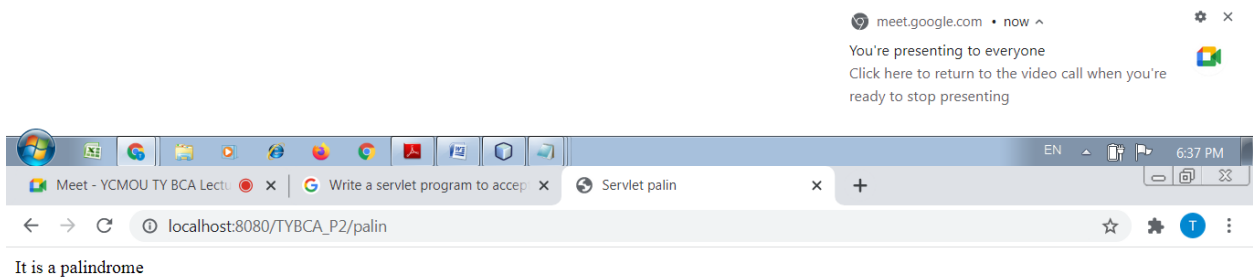 meet.google.com • now
You're presenting to everyone
Click here to return to the video call when you're
ready to stop presenting
EN
6:37 PM
Meet - YCMOU TY BCA Lectu
Write a servlet program to accep
Servlet palin
localhost:8080/TYBCA_P2/palin
T
It is a palindrome